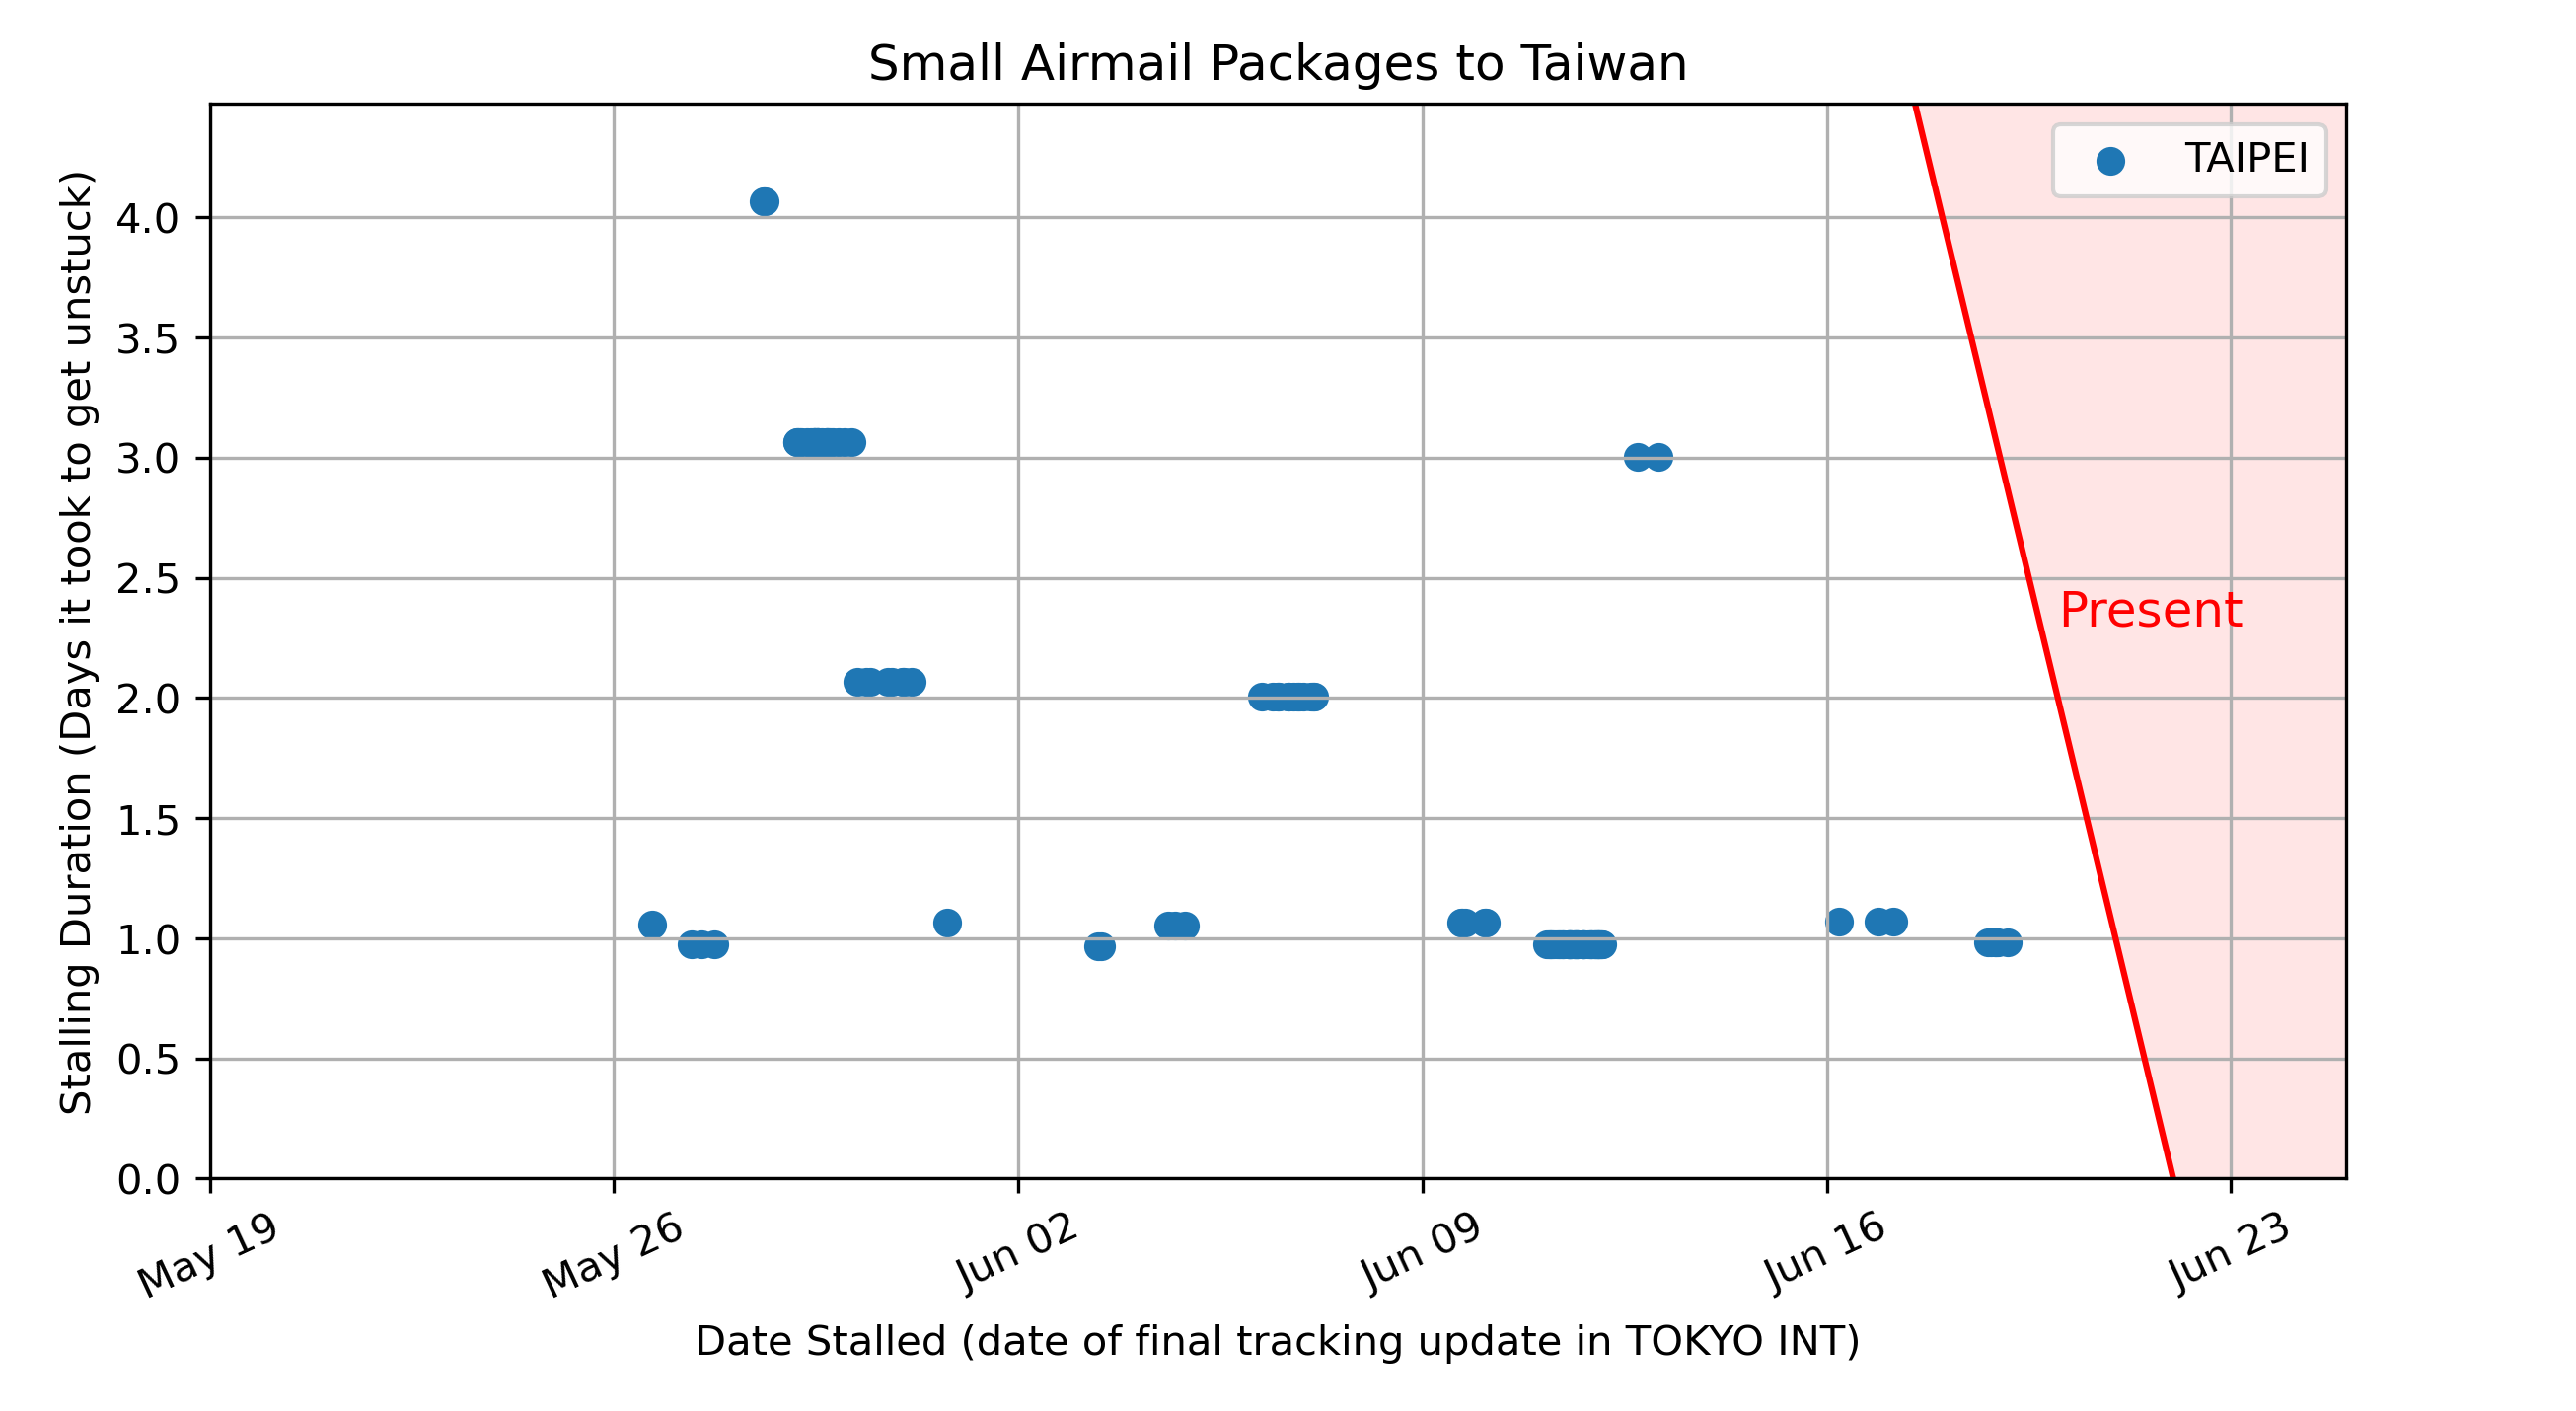 Small Airmail Packages to Taiwan
TAIPEI
Stalling Duration (Days it took to get unstuck)
4.0
3.5
3.0
2.5
2.0
1.5
1.0
0.5
0.0
Present
May 19
May 26
Jun 02
Jun 09
Jun 16
Jun 23
Date Stalled (date of final tracking update in TOKYO INT)